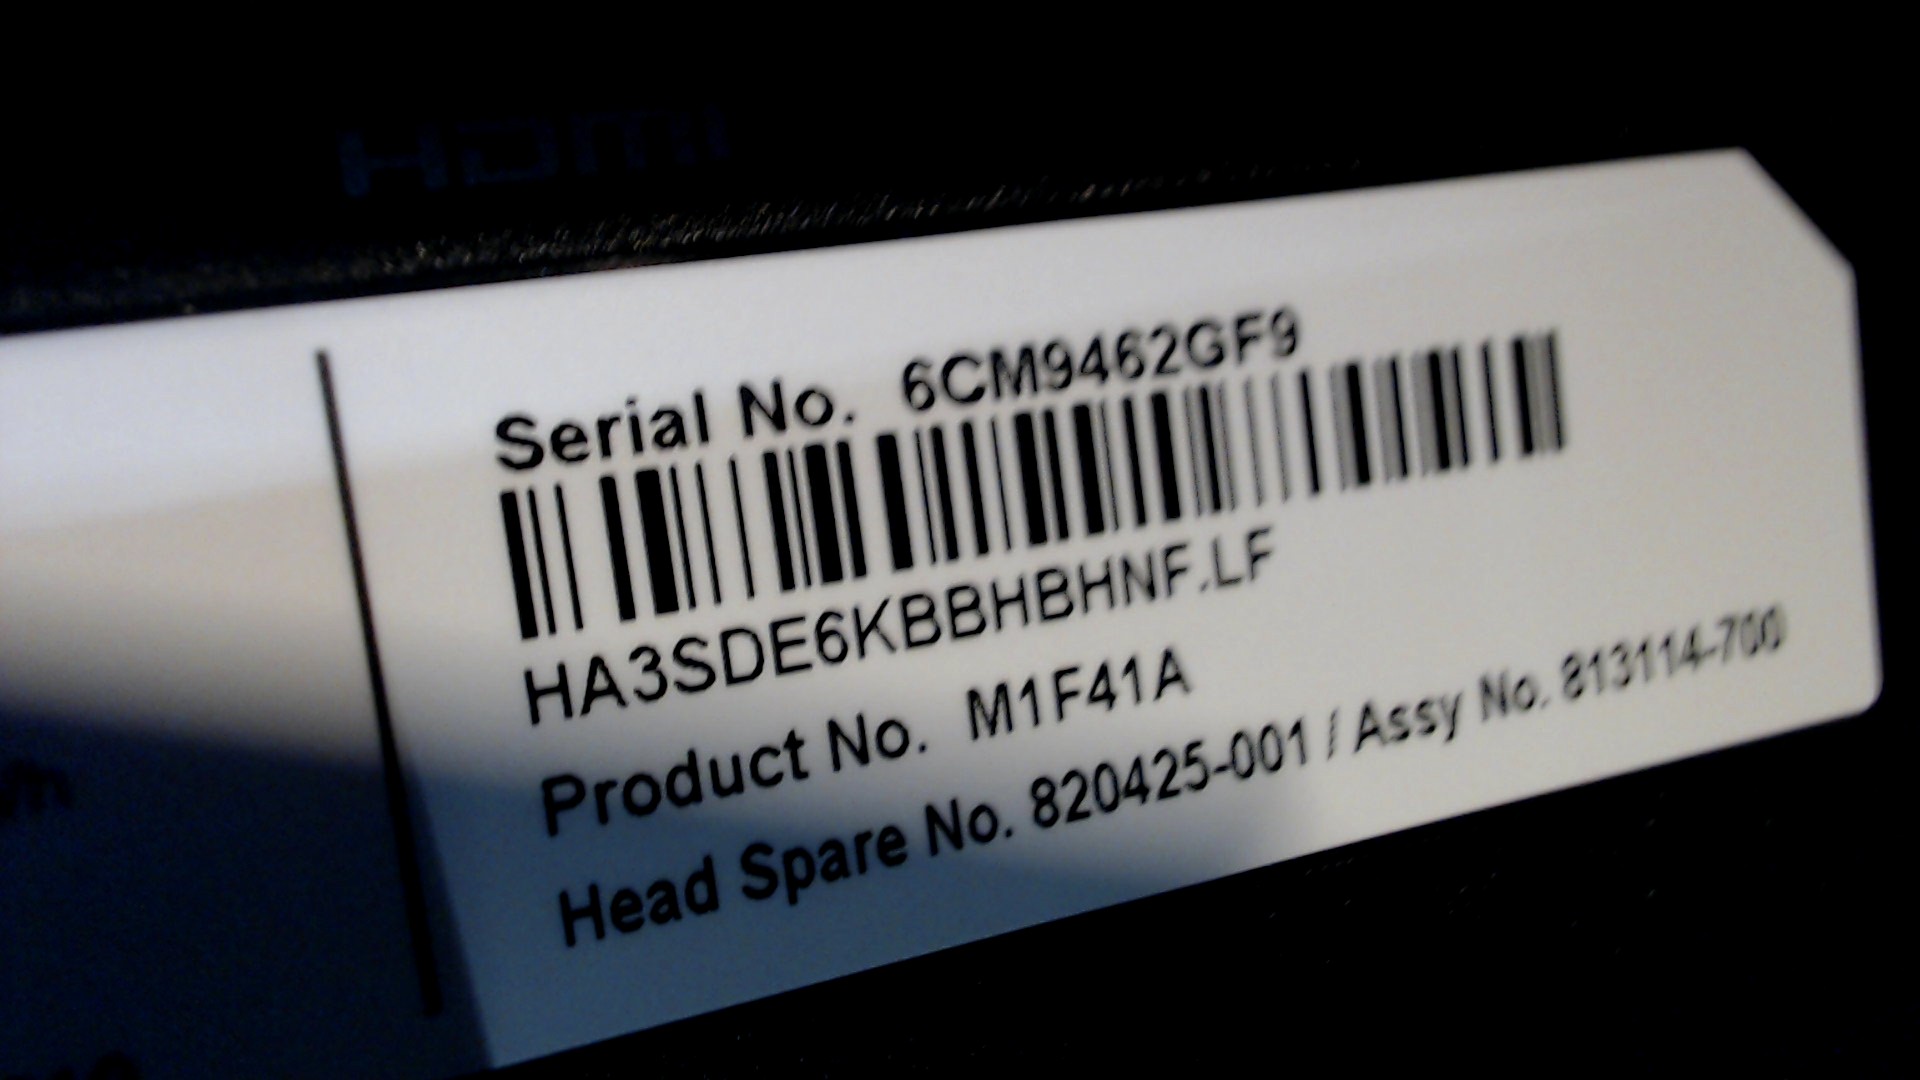 HDMI
Serial No. 6CM9462GF9
HA3SDE6KBBHBHNF.LF
Product No. M1F41A
Head Spare No. 820425-001 / Assy No. 813114-700